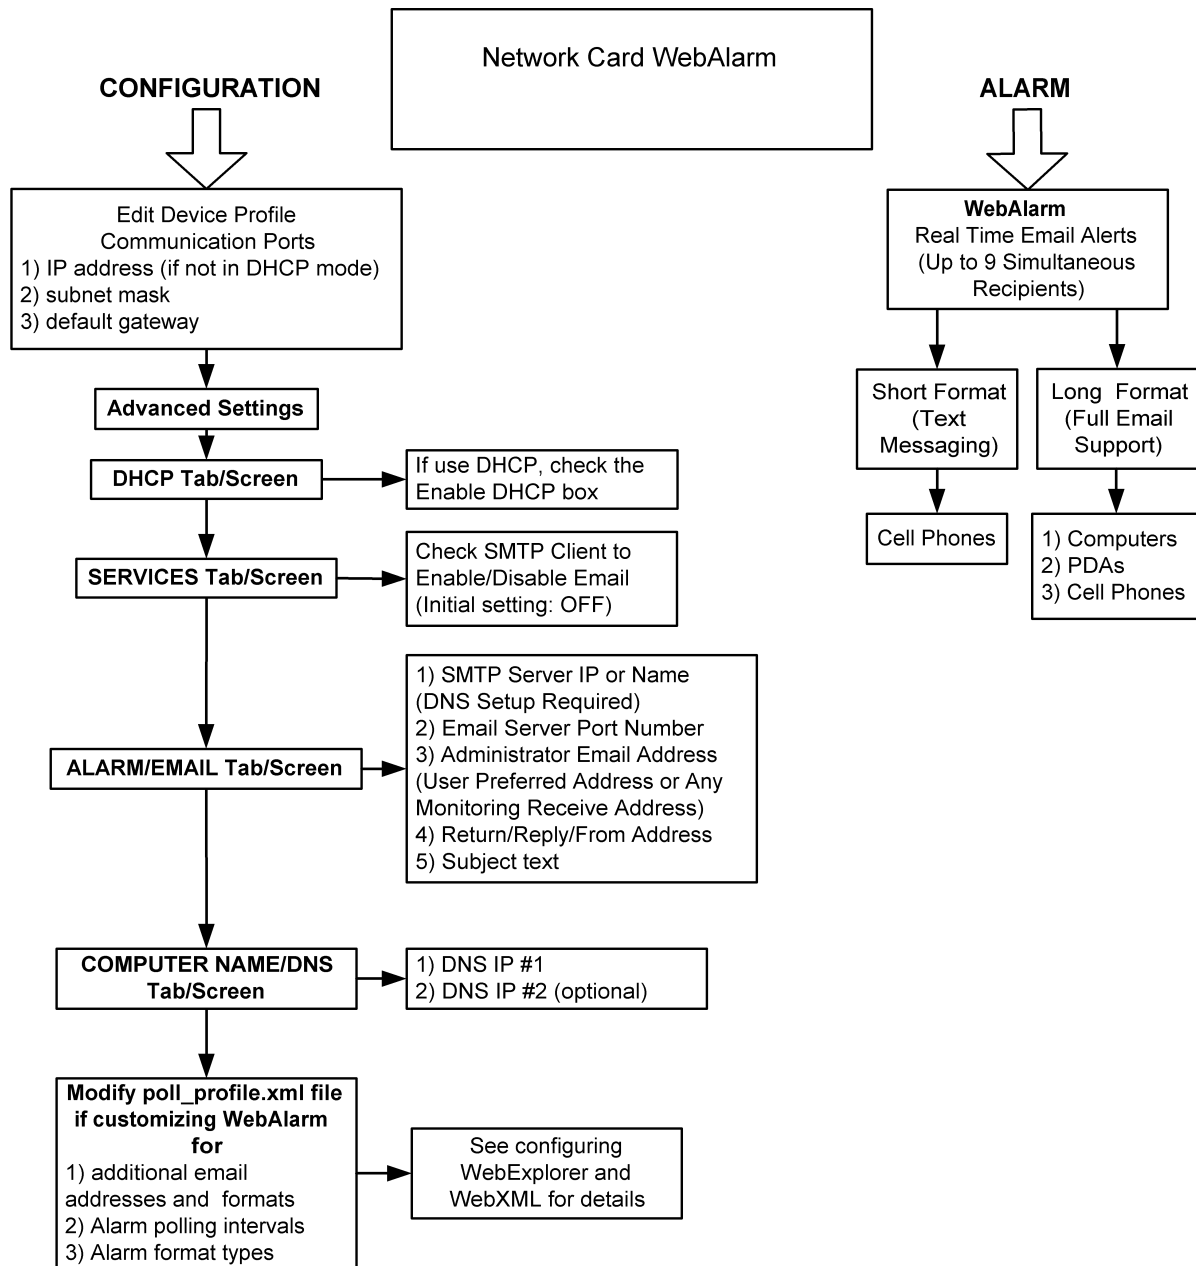 Network Card WebAlarm
CONFIGURATION
Edit Device Profile
Communication Ports
1) IP address (if not in DHCP mode)
2) subnet mask
3) default gateway
Advanced Settings
DHCP Tab/Screen
If use DHCP, check the
Enable DHCP box
SERVICES Tab/Screen
Check SMTP Client to
Enable/Disable Email
(Initial setting: OFF)
ALARM/EMAIL Tab/Screen
1) SMTP Server IP or Name
(DNS Setup Required)
2) Email Server Port Number
3) Administrator Email Address
(User Preferred Address or Any
Monitoring Receive Address)
4) Return/Reply/From Address
5) Subject text
COMPUTER NAME/DNS
Tab/Screen
1) DNS IP #1
2) DNS IP #2 (optional)
Modify poll_profile.xml file
if customizing WebAlarm
for
1) additional email
addresses and formats
2) Alarm polling intervals
3) Alarm format types
See configuring
WebExplorer and
WebXML for details
ALARM
WebAlarm
Real Time Email Alerts
(Up to 9 Simultaneous
Recipients)
Short Format
(Text
Messaging)
Cell Phones
Long Format
(Full Email
Support)
1) Computers
2) PDAs
3) Cell Phones